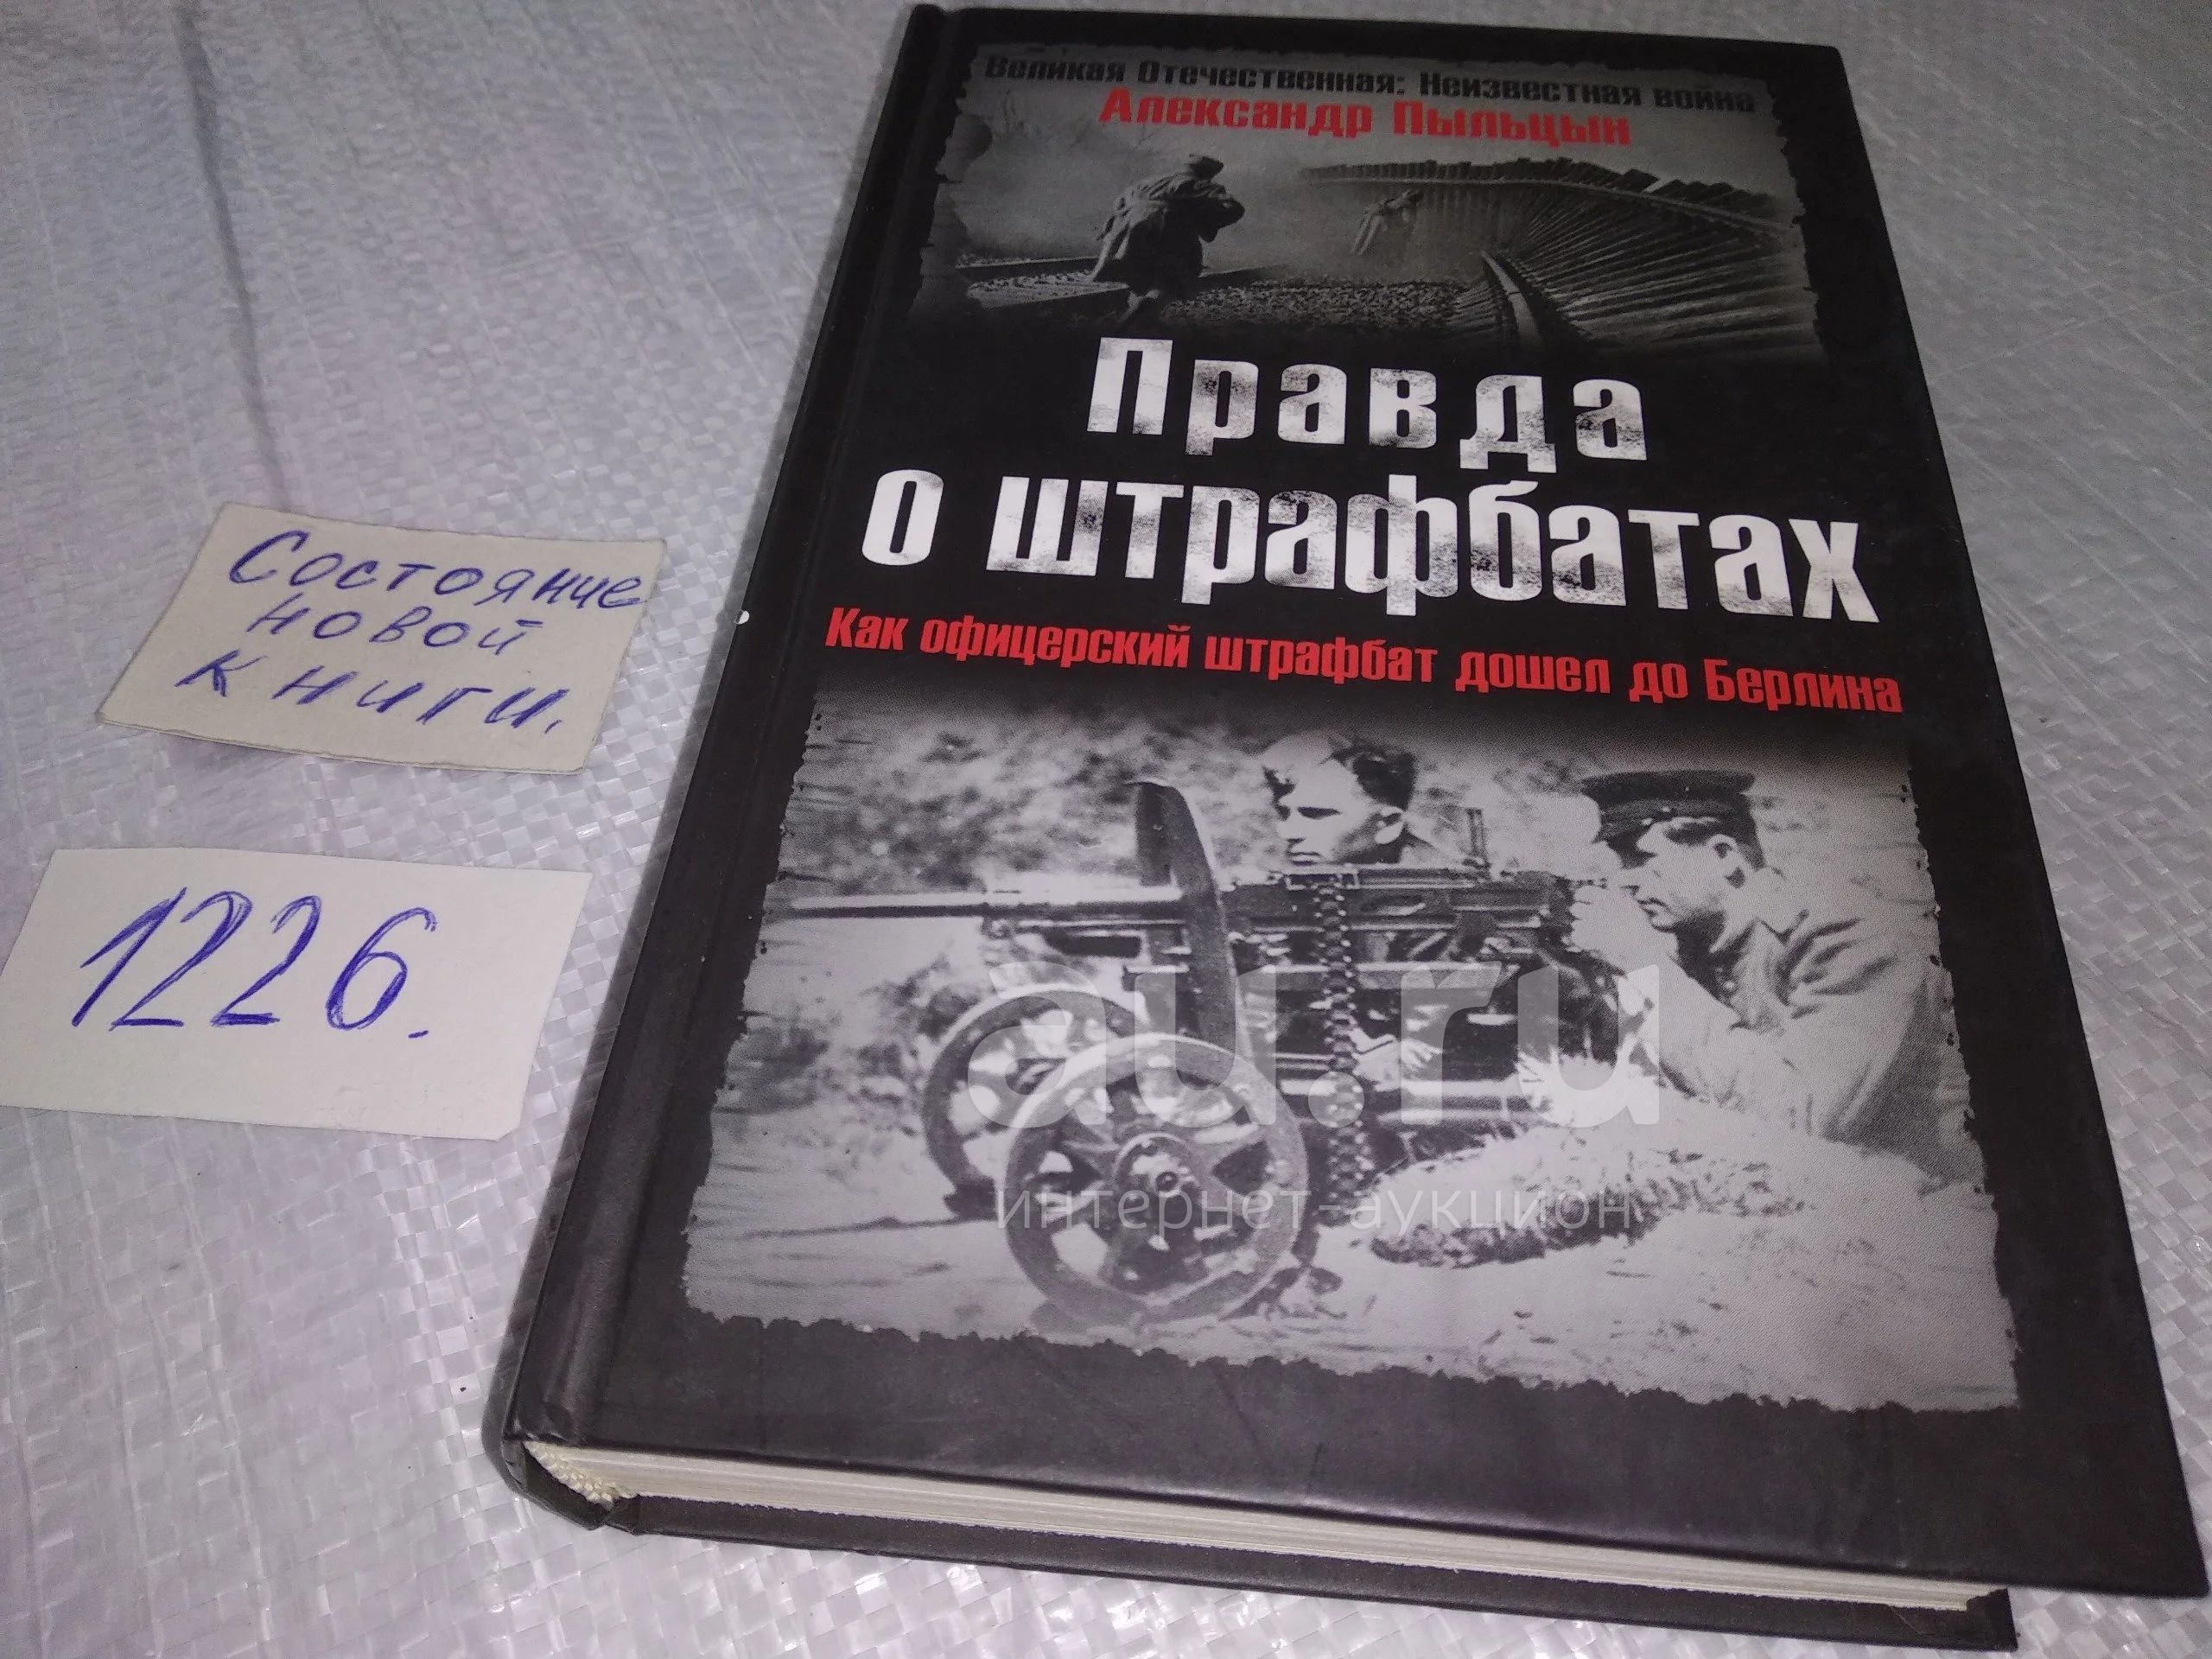 Великая Отечественная: Неизвестная война
Александр Пыльцын
Правда
о штрафбатах
Как офицерский штрафбат дошел до Берлина
Состояние
новой
книги.
1226.
au.ru
интернет-аукцион